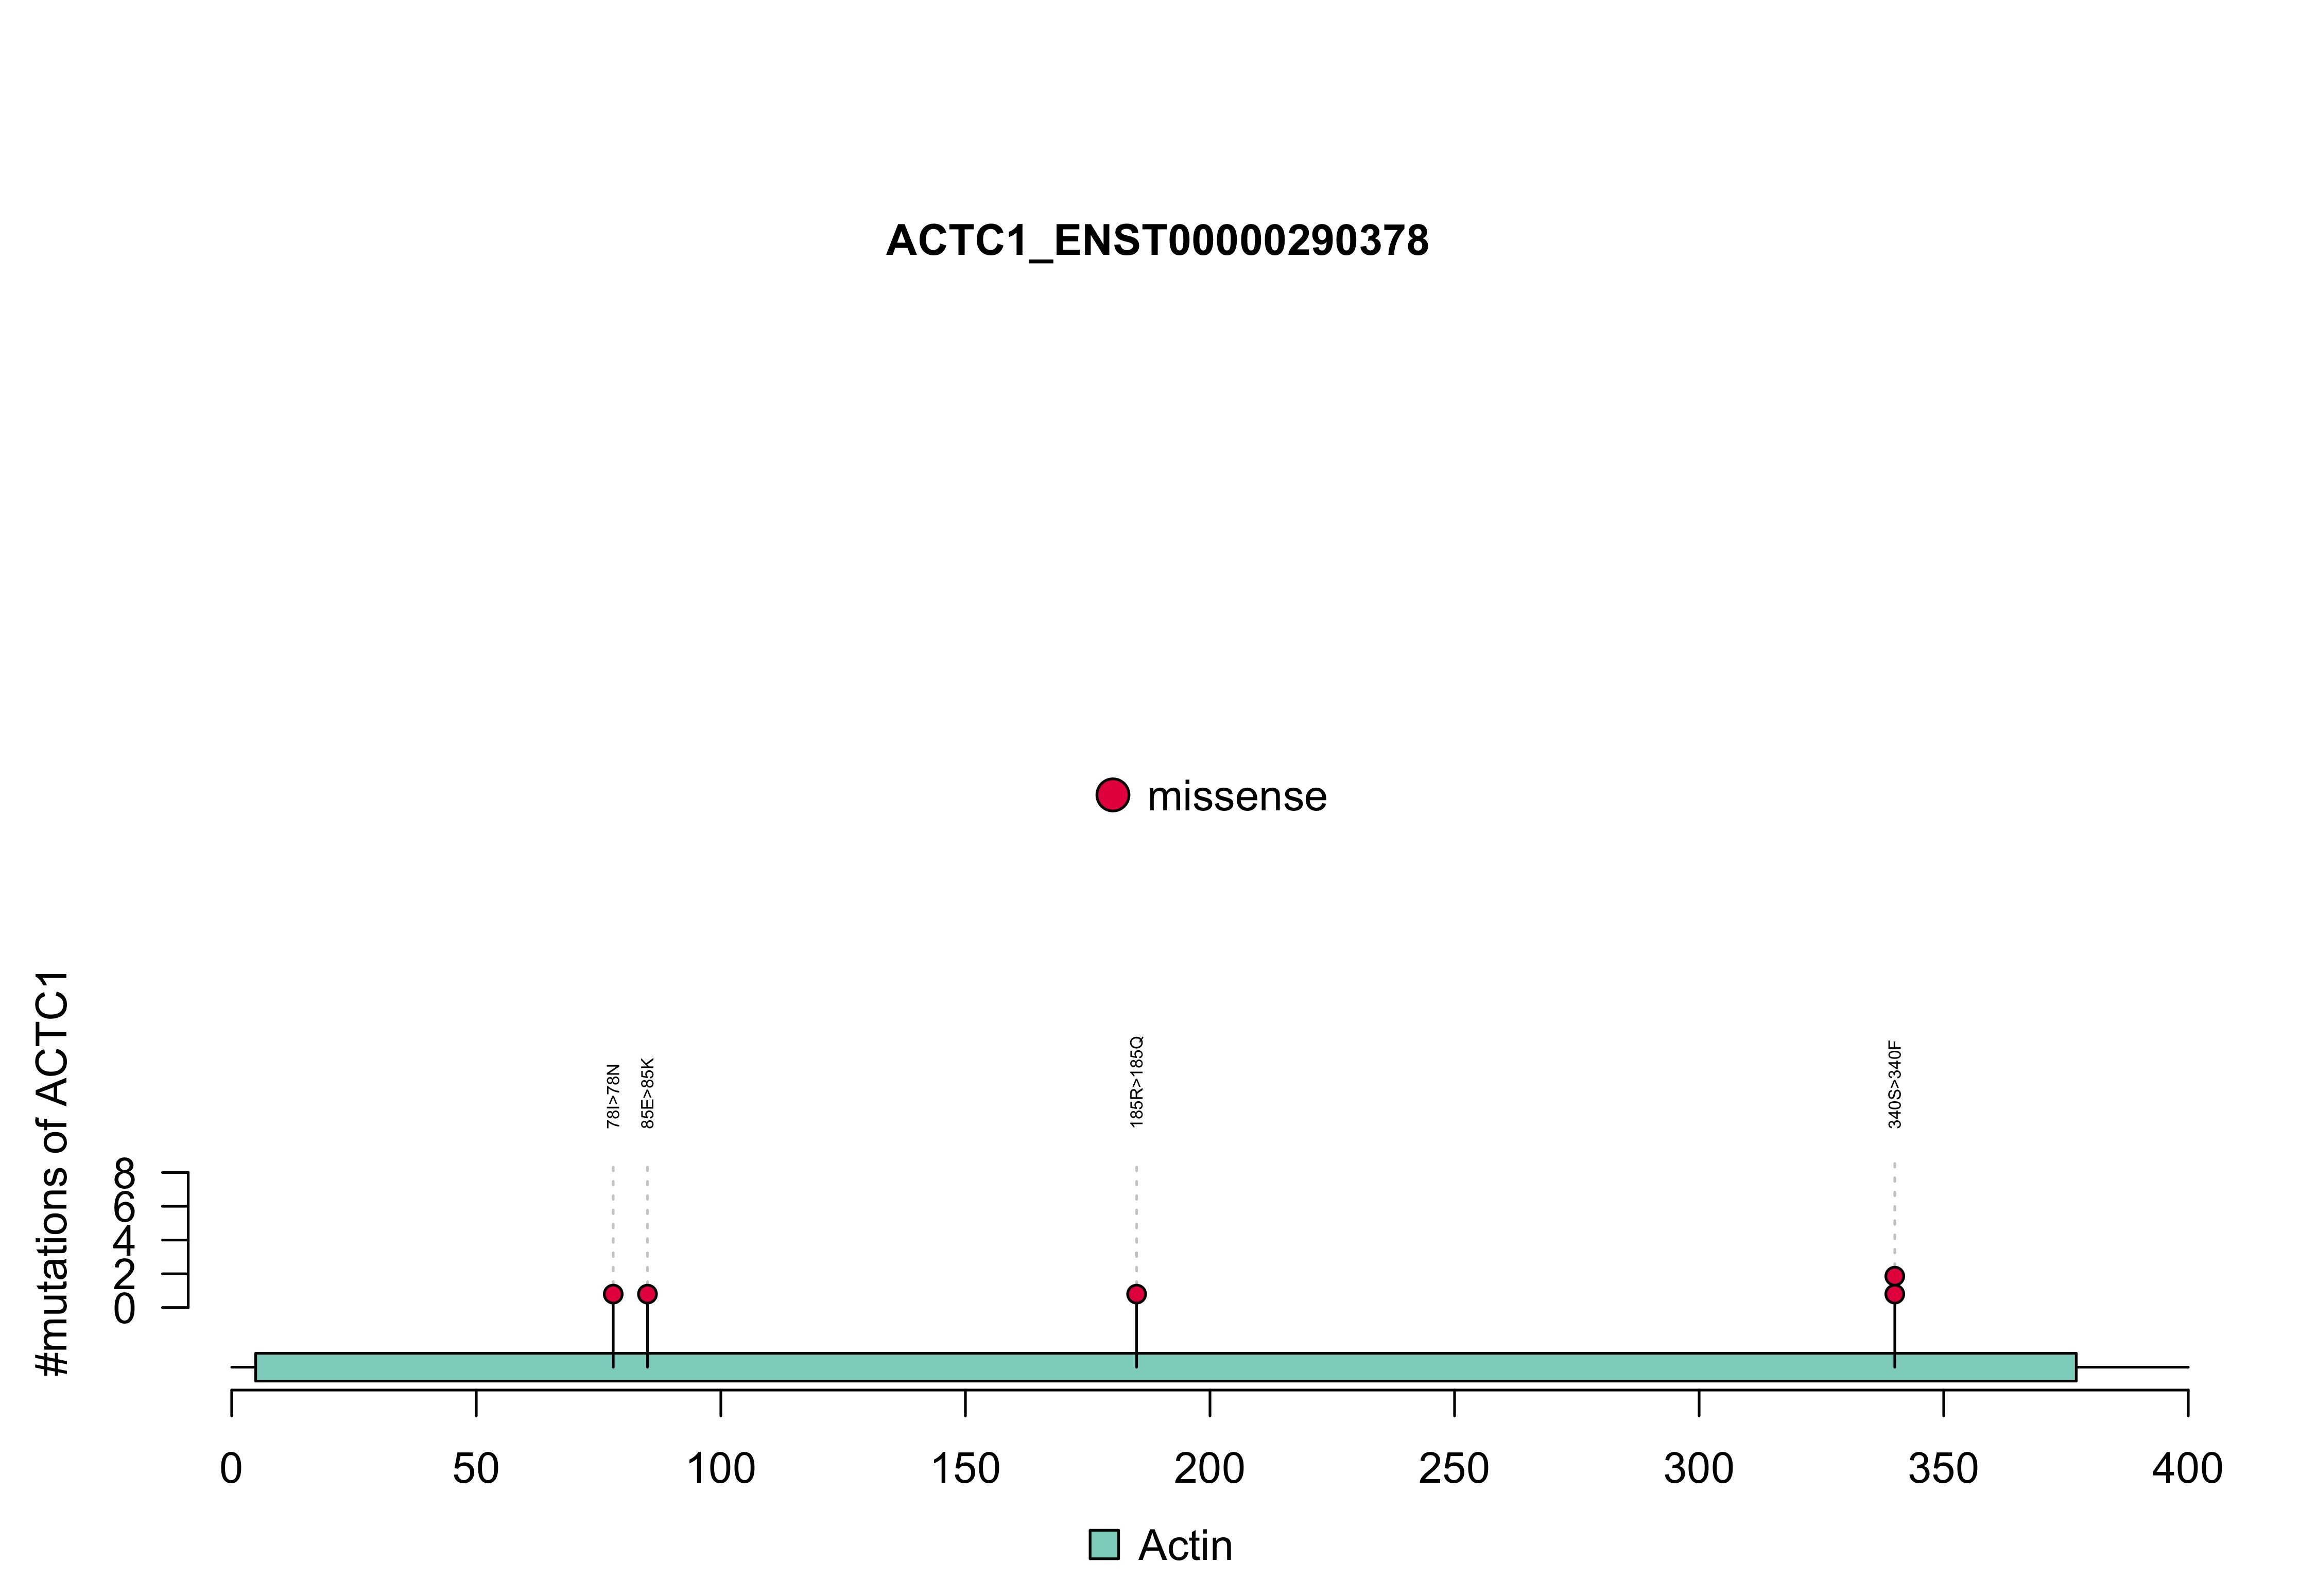 ACTC1_ENST00000290378
missense
#mutations of ACTC1
78I>78N
85E>85K
185R>185Q
340S>340F
8
6
4
2
0
0 50 100 150 200 250 300 350 400
Actin